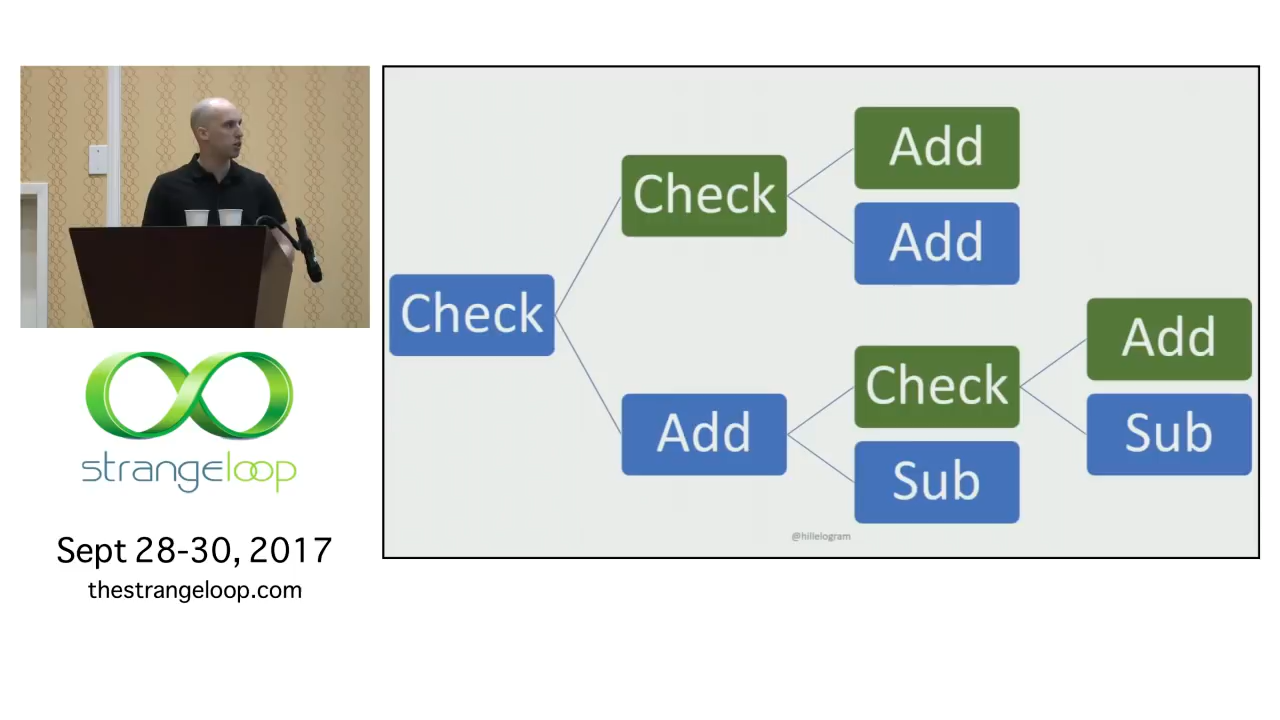 Check
Check
Add
Add
Add
Check
Sub
Add
Sub
@hillelogram
strangeloop
Sept 28-30, 2017
thestrangeloop.com